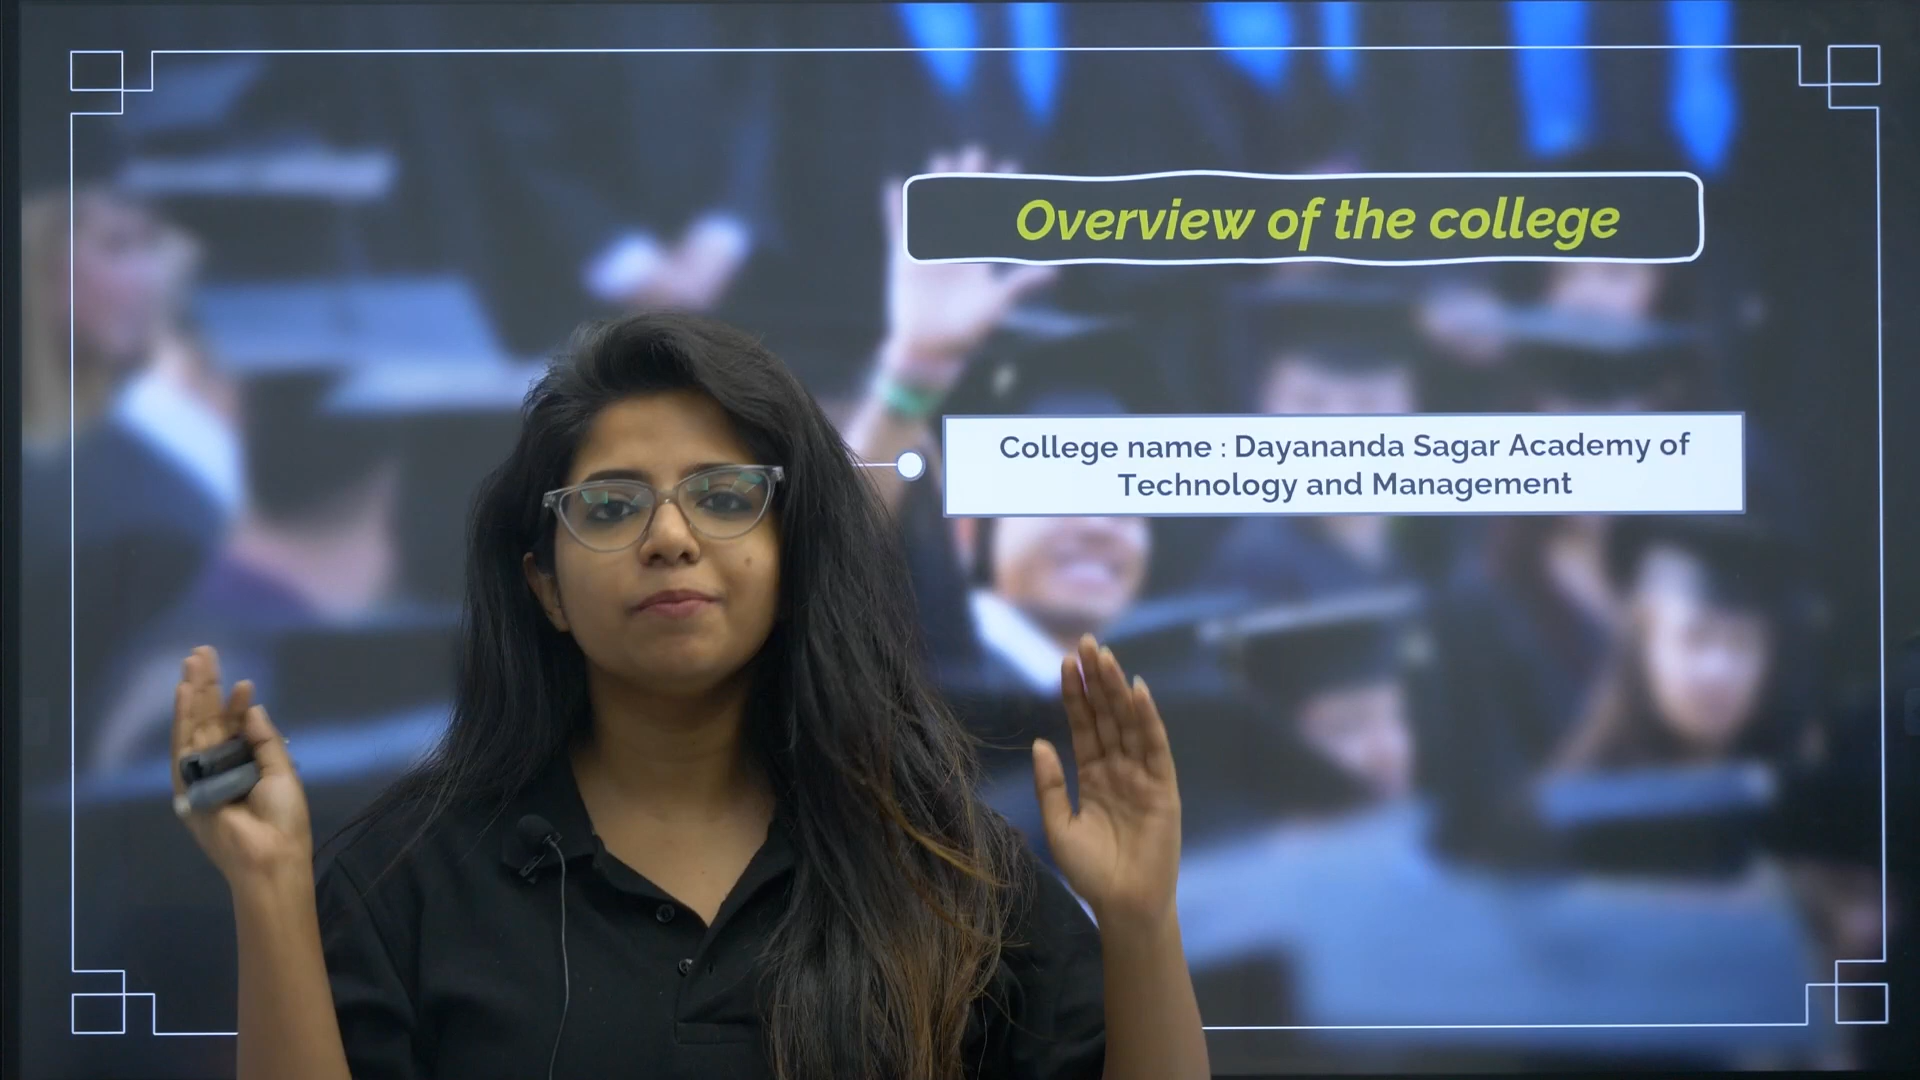 Overview of the college
College name : Dayananda Sagar Academy of
Technology and Management